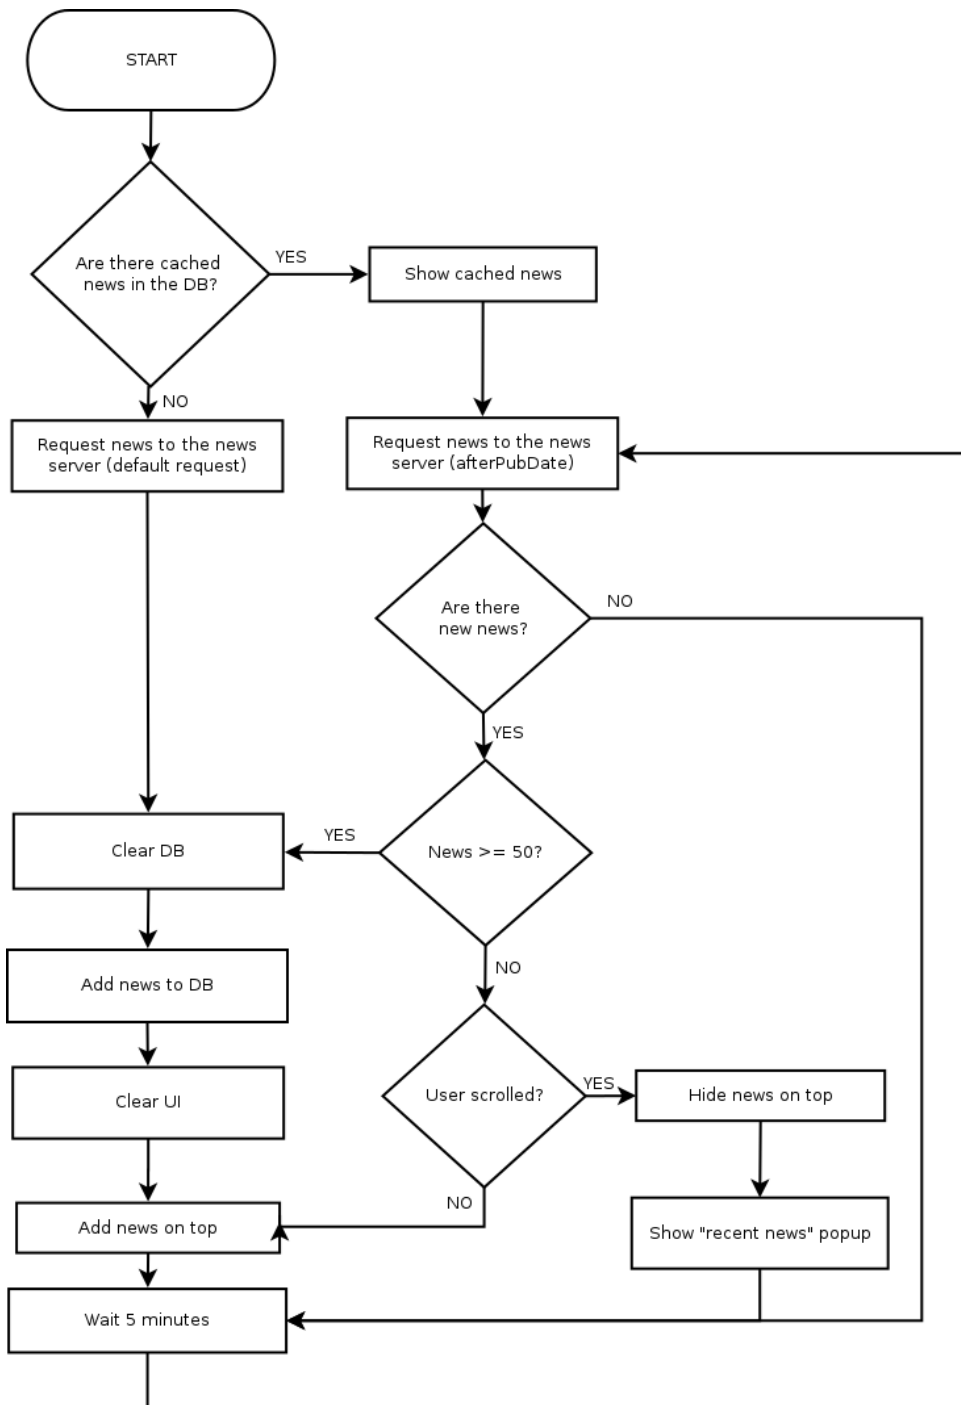 START
Are there cached
news in the DB?
YES
Show cached news
NO
Request news to the news
server (default request)
Request news to the news
server (afterPubDate)
Are there
new news?
NO
YES
News >= 50?
YES
Clear DB
NO
Add news to DB
User scrolled?
YES
Hide news on top
Clear UI
NO
Add news on top
Show "recent news" popup
Wait 5 minutes